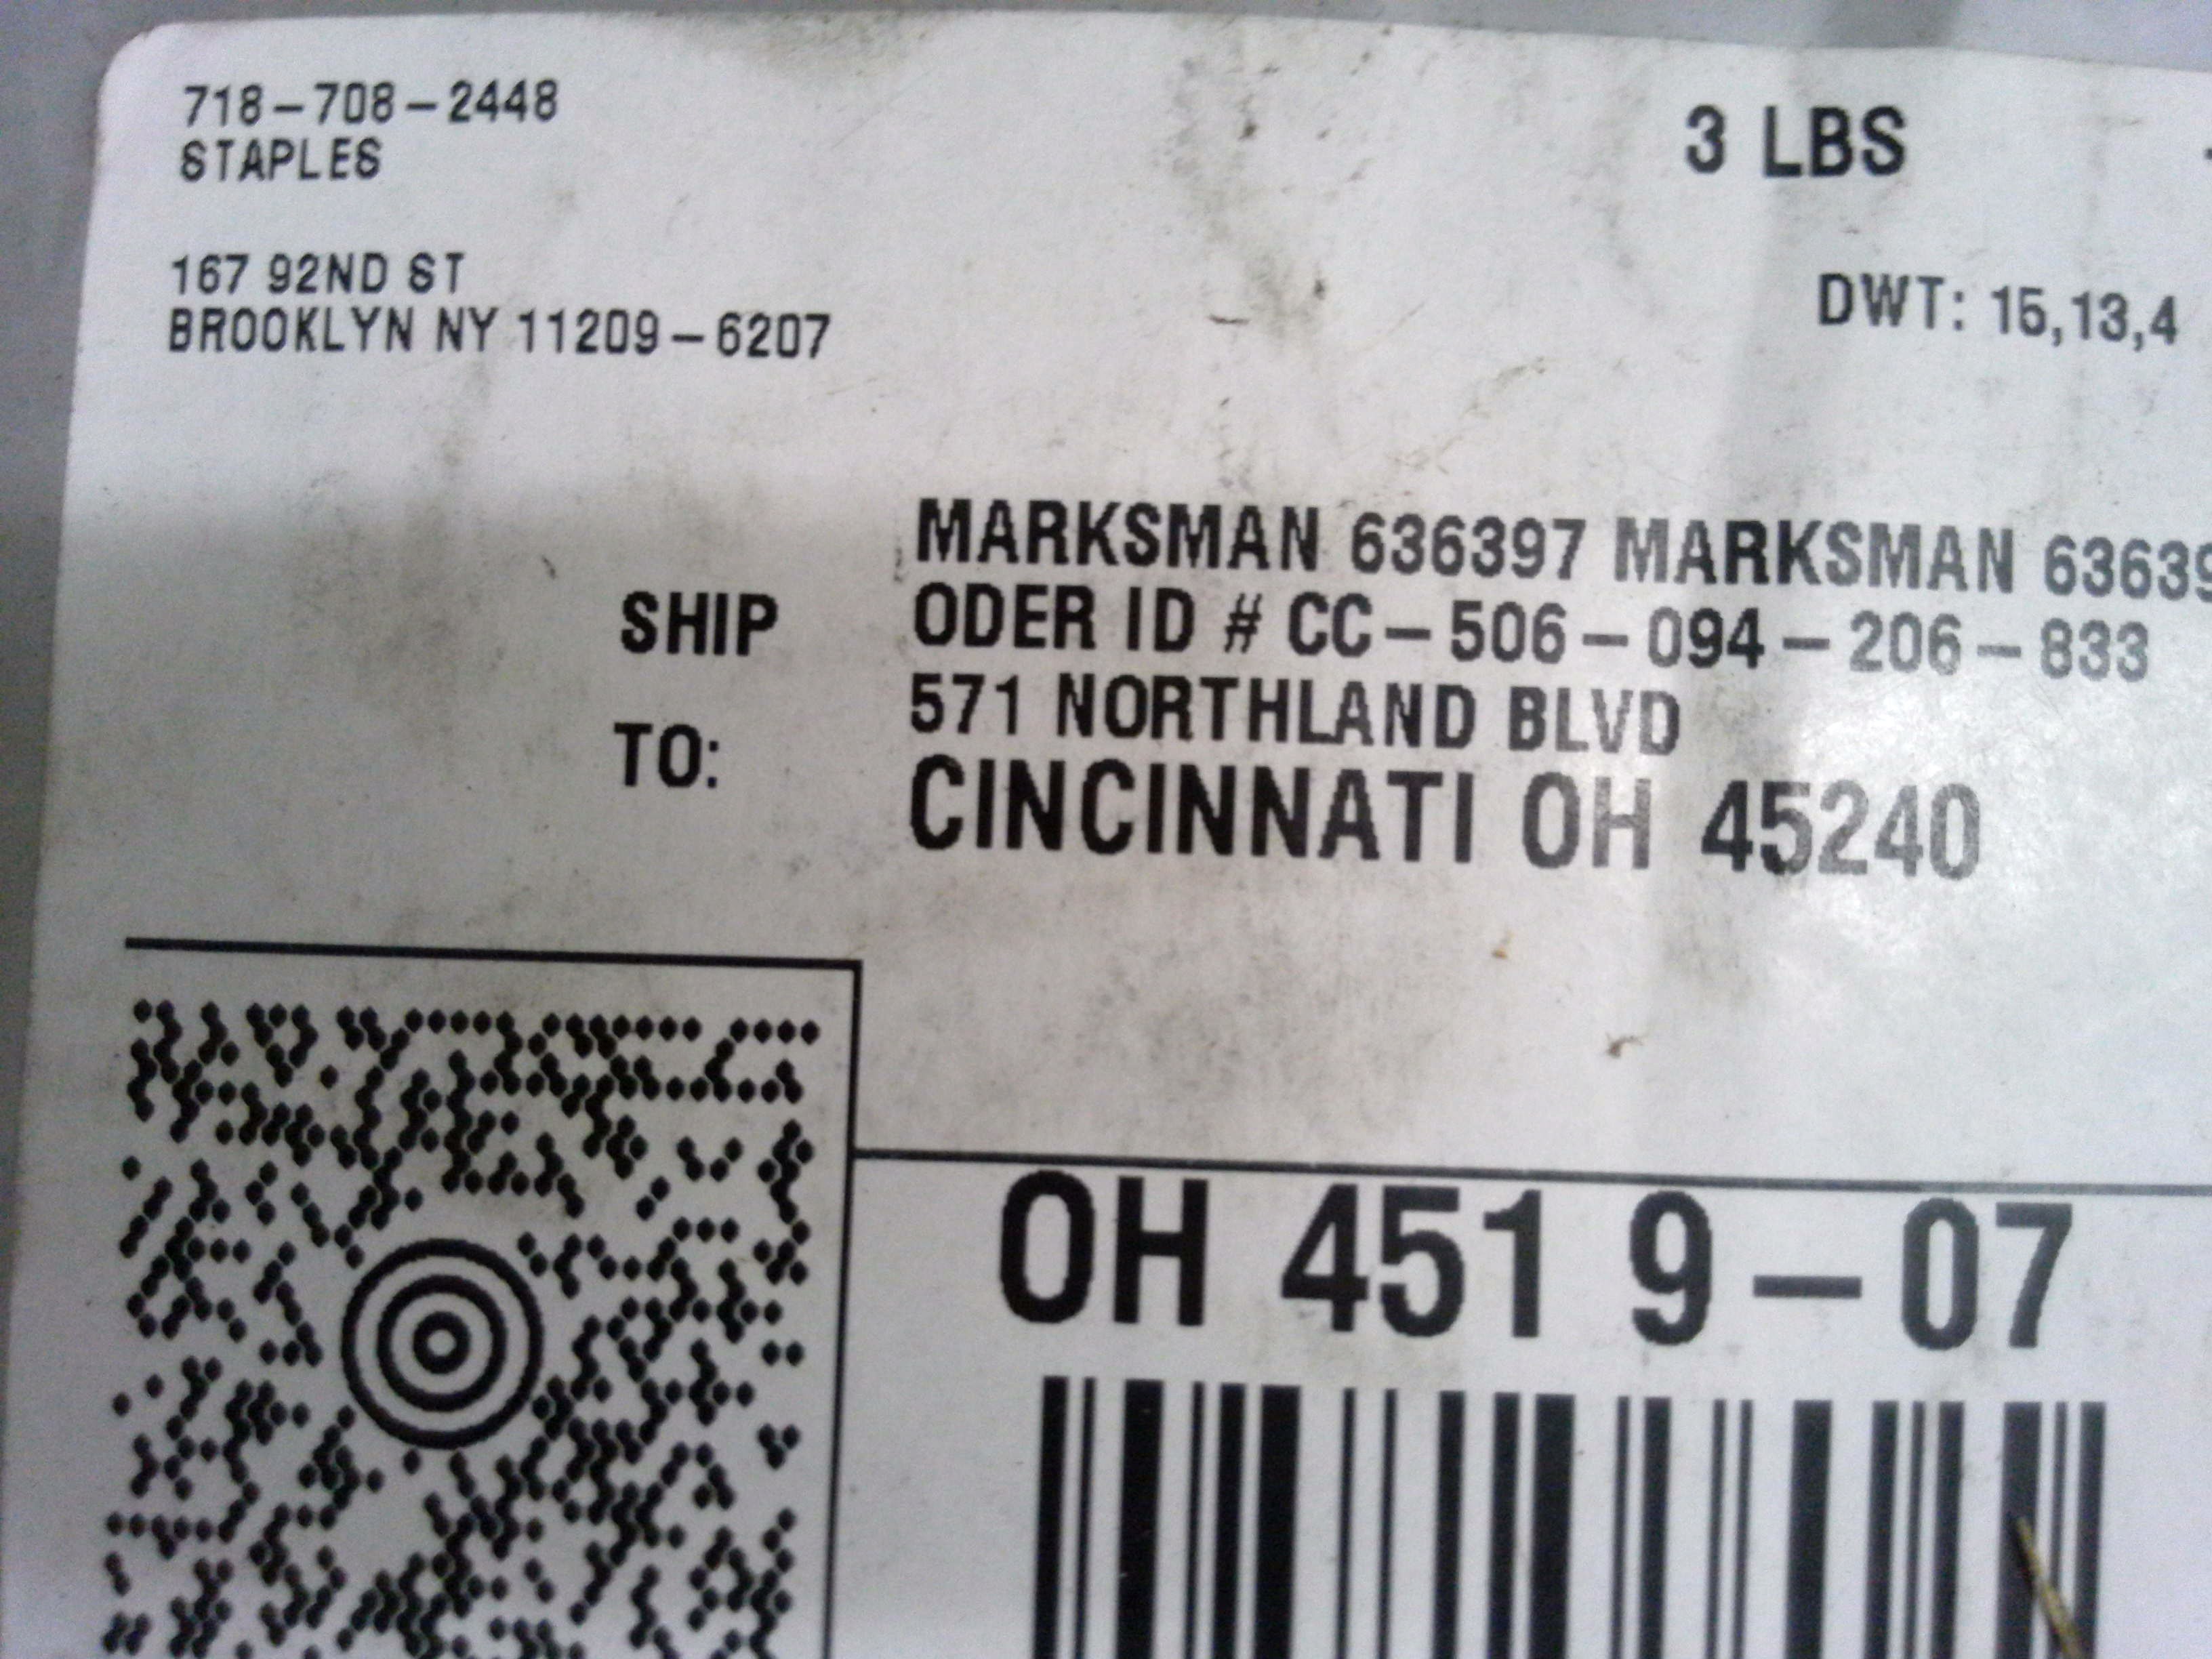 718-708-2448
STAPLES
167 92ND ST
BROOKLYN NY 11209-6207
3 LBS
DWT: 15,13,4
SHIP
TO:
MARKSMAN 636397 MARKSMAN 63639
ODER ID # CC-506-094-206-833
571 NORTHLAND BLVD
CINCINNATI OH 45240
OH 451 9-07